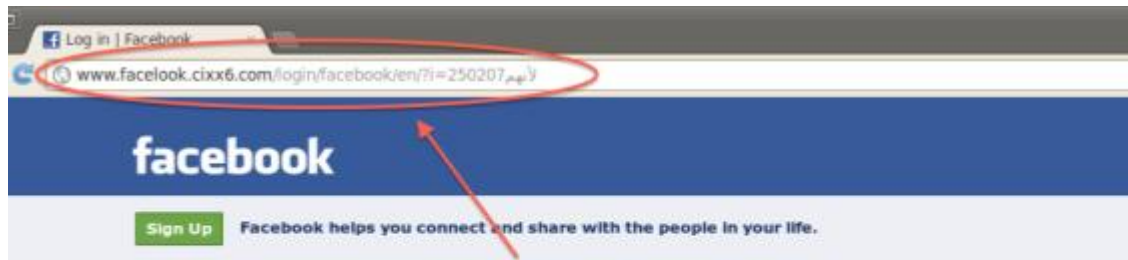 Log in | Facebook
www.facelook.cixx6.com/login/facebook/en/?i=250207لأنهم
facebook
Sign Up Facebook helps you connect and share with the people in your life.